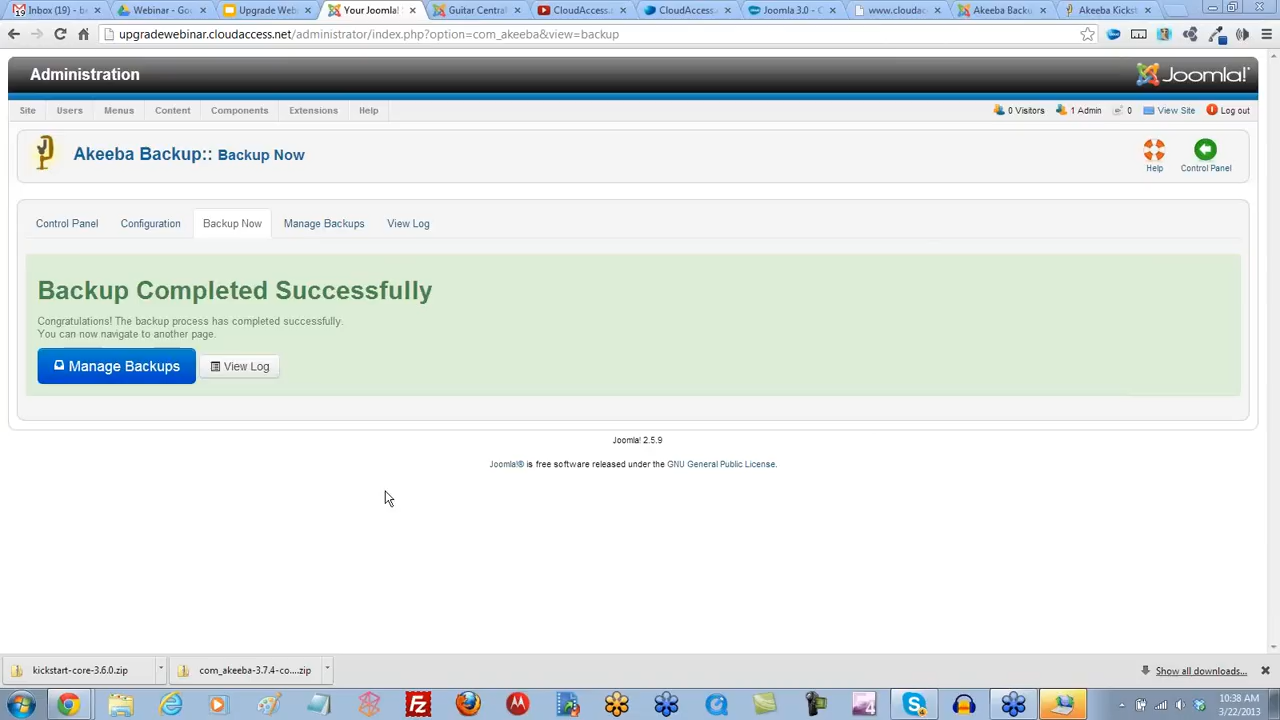 Inbox (19) - b
Webinar - Goo
Upgrade Web
Your Joomla! S
Guitar Central
CloudAccess.
CloudAccess.
Joomla 3.0 - C
www.cloudac
Akeeba Backu
Akeeba Kickst
upgradewebinar.cloudaccess.net/administrator/index.php?option=com_akeeba&view=backup
Administration
Joomla!®
Site Users Menus Content Components Extensions Help
0 Visitors 1 Admin 0 View Site Log out
Akeeba Backup:: Backup Now
Help Control Panel
Control Panel Configuration Backup Now Manage Backups View Log
Backup Completed Successfully
Congratulations! The backup process has completed successfully.
You can now navigate to another page.
Manage Backups View Log
Joomla! 2.5.9
Joomla!® is free software released under the GNU General Public License.
kickstart-core-3.6.0.zip com_akeeba-3.7.4-co....zip Show all downloads...
10:38 AM
3/22/2013